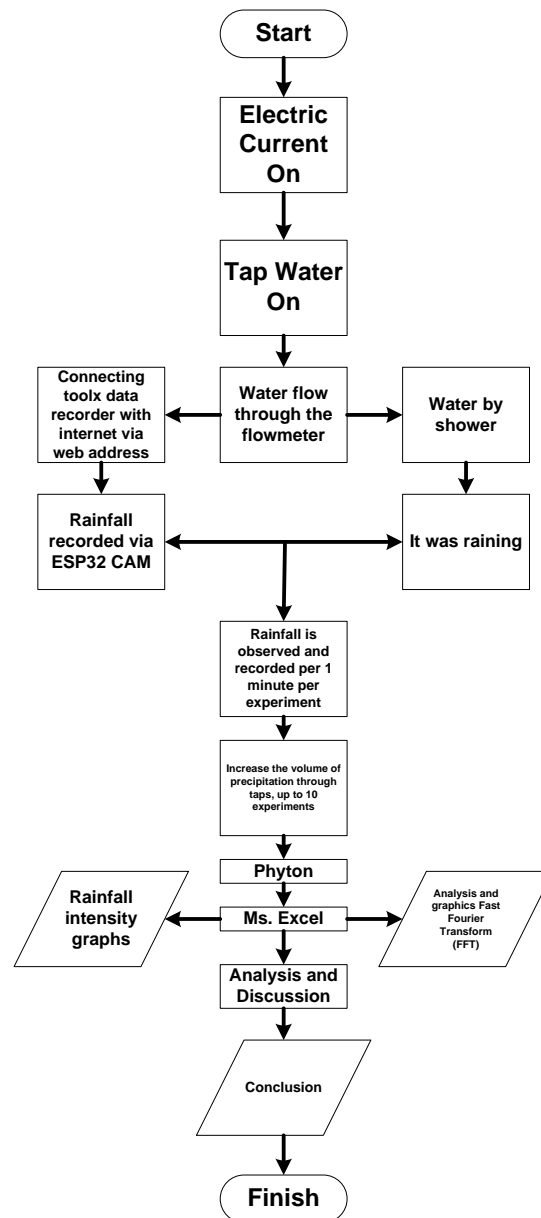 Start
Electric
Current
On
Tap Water
On
Connecting
toolx data
recorder with
internet via
web address
Water flow
through the
flowmeter
Water by
shower
Rainfall
recorded via
ESP32 CAM
It was raining
Rainfall is
observed and
recorded per 1
minute per
experiment
Increase the volume of
precipitation through
taps, up to 10
experiments
Phyton
Rainfall
intensity
graphs
Ms. Excel
Analysis and
graphics Fast
Fourier
Transform
(FFT)
Analysis and
Discussion
Conclusion
Finish